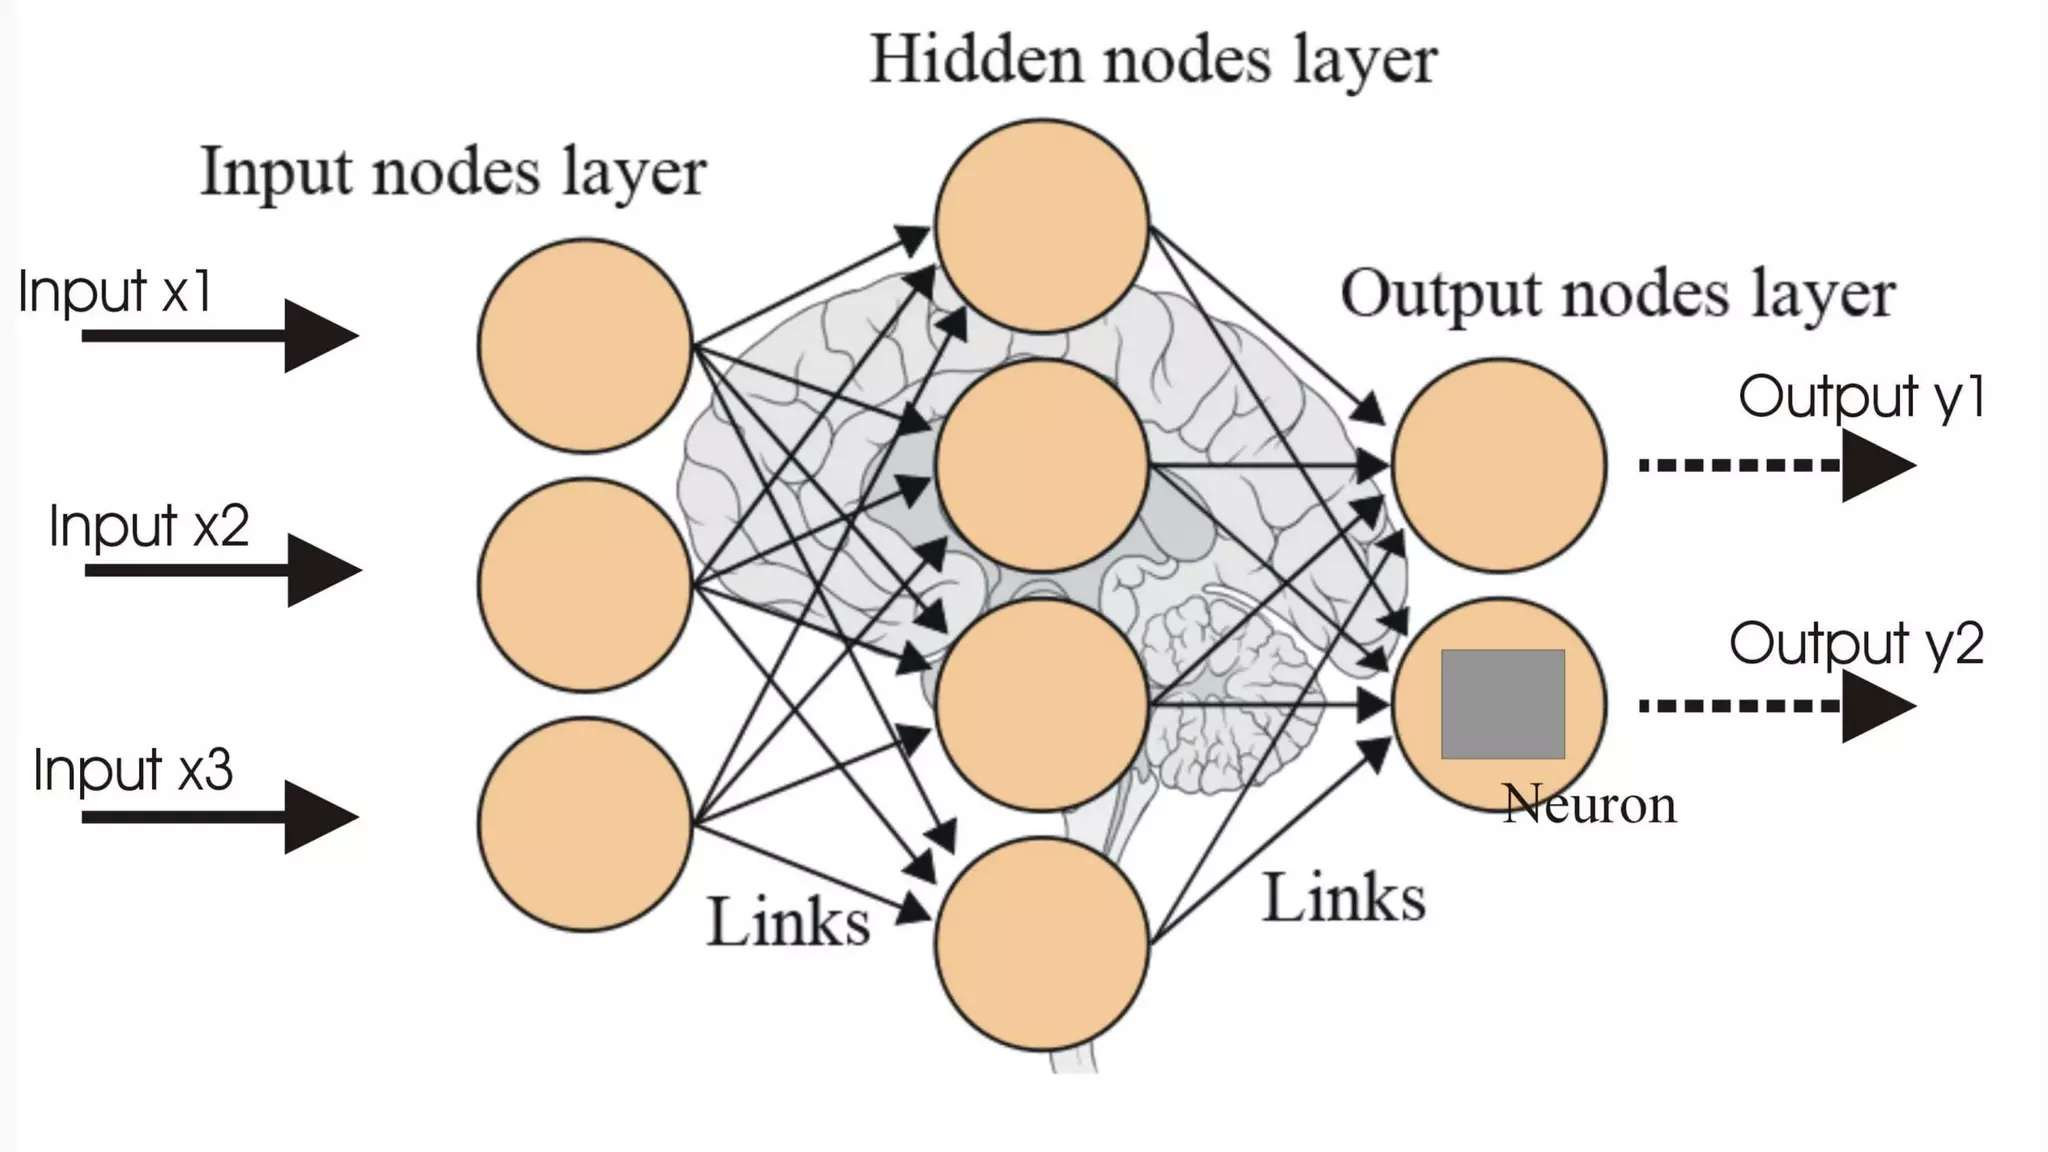 Hidden nodes layer
Input nodes layer
Input x1
Output nodes layer
Output y1
Input x2
Output y2
Input x3
Neuron
Links
Links